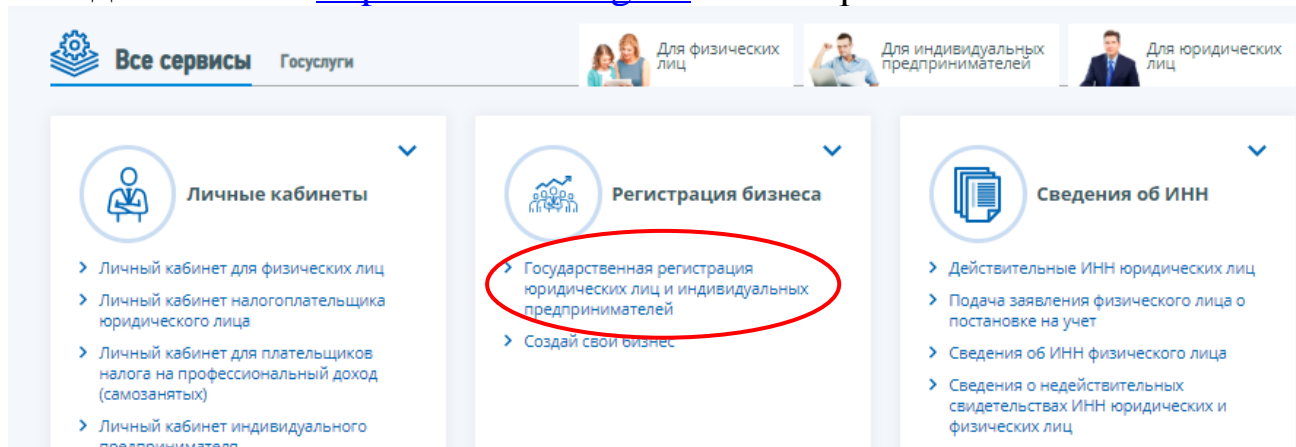 Все сервисы
Госуслуги
Для физических
лиц
Для индивидуальных
предпринимателей
Для юридических
лиц
Личные кабинеты
Личный кабинет для физических лиц
Личный кабинет налогоплательщика
юридического лица
Личный кабинет для плательщиков
налога на профессиональный доход
(самозанятых)
Личный кабинет индивидуального
предпринимателя
Регистрация бизнеса
Государственная регистрация
юридических лиц и индивидуальных
предпринимателей
Создай свой бизнес
Сведения об ИНН
Действительные ИНН юридических лиц
Подача заявления физического лица о
постановке на учет
Сведения об ИНН физического лица
Сведения о недействительных
свидетельствах ИНН юридических и
физических лиц